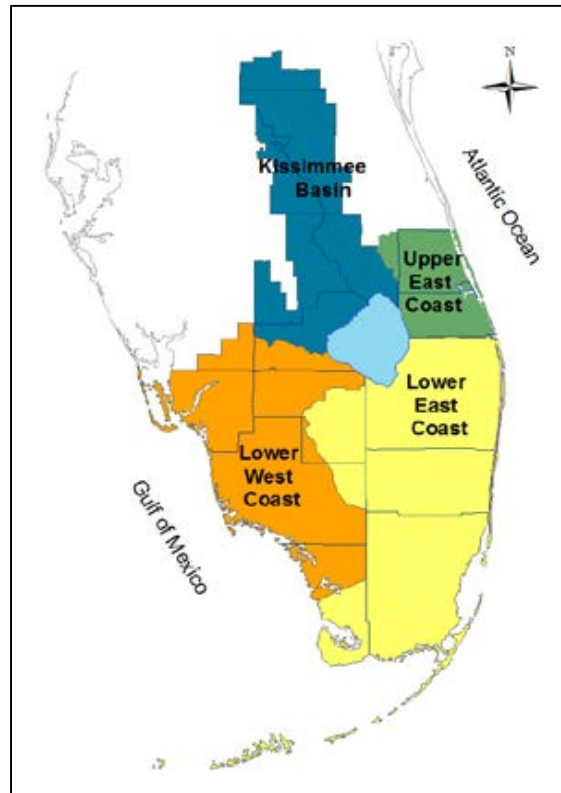 N
Atlantic Ocean
Kissimmee
Basin
Upper
East
Coast
Lower
East
Coast
Lower
West
Coast
Gulf of Mexico